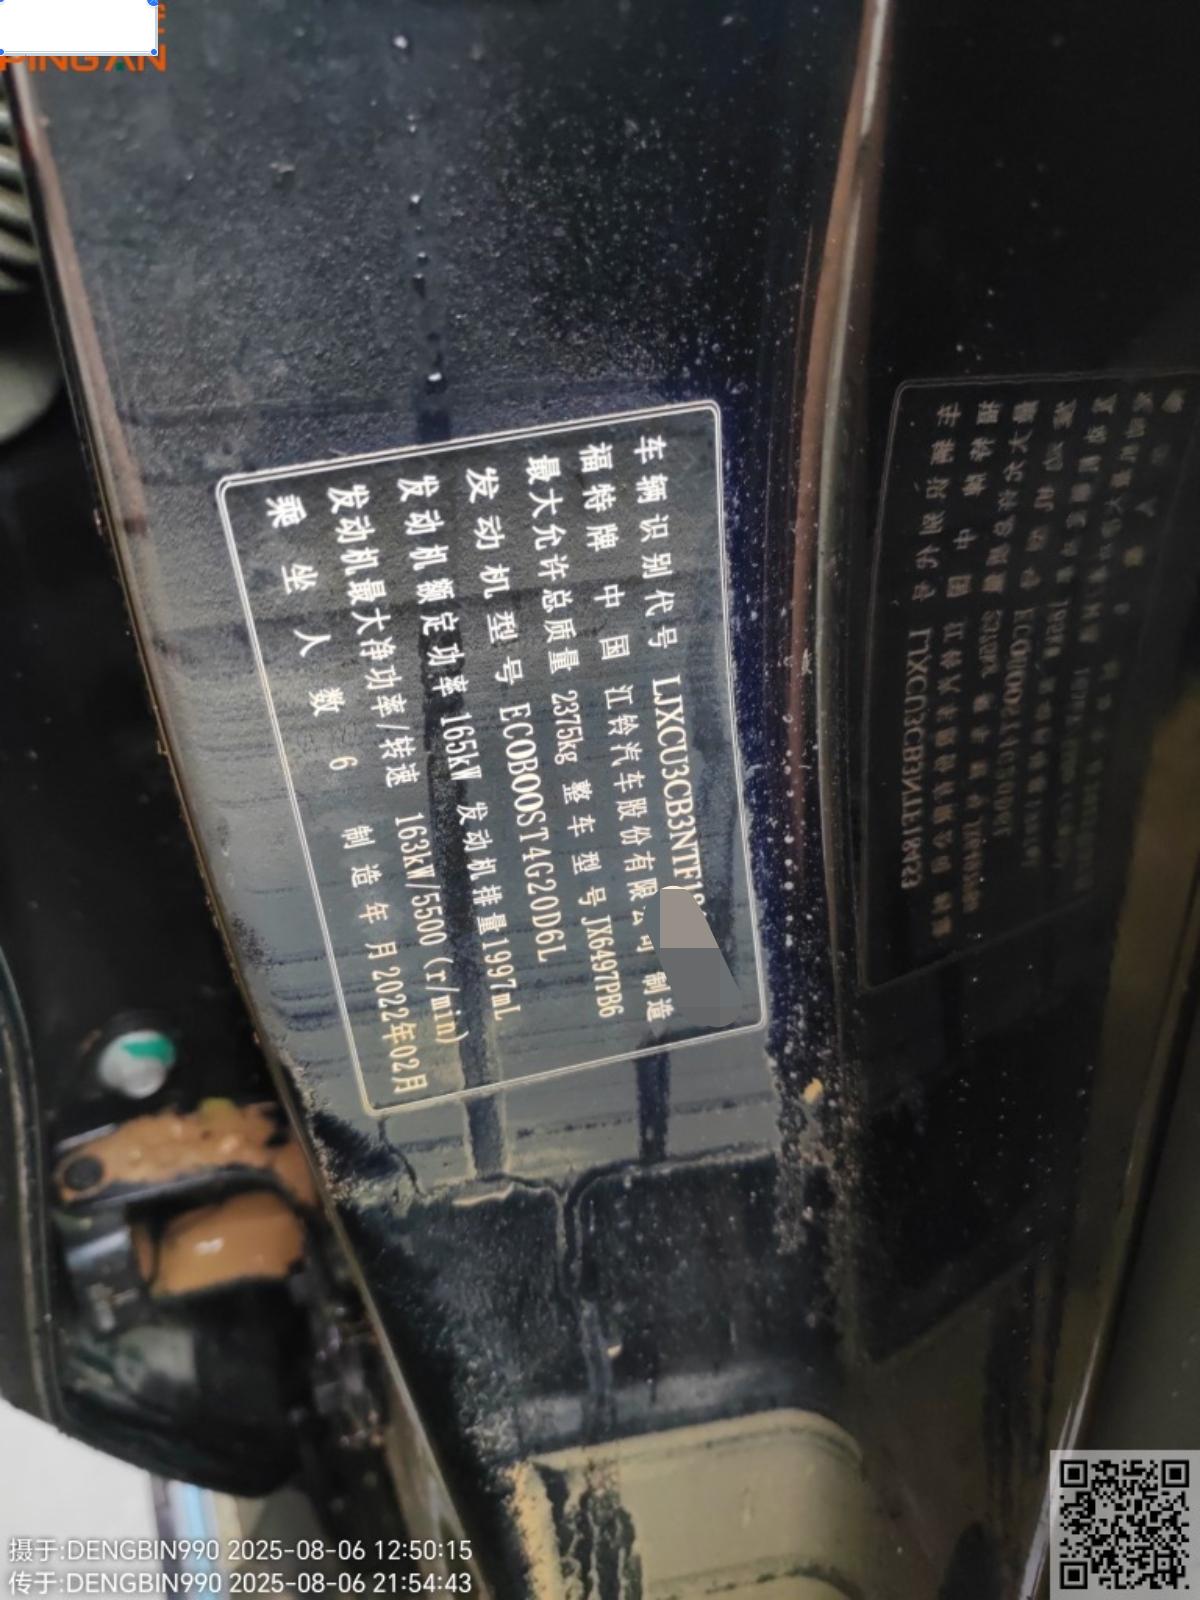 PING AN
车辆识别代号 LJXCU3CB3NTF18
福特牌 中国 江铃汽车股份有限公司 制造
最大允许总质量 2375kg 整车型号 JX6497PB6
发动机型号 ECOBOOST4G20D6L
发动机额定功率 165kW 发动机排量1997mL
发动机最大净功率/转速 163kW/5500 (r/min)
乘坐人数 6 制造年月2022年02月
摄于:DENGBIN990 2025-08-06 12:50:15
传于:DENGBIN990 2025-08-06 21:54:43